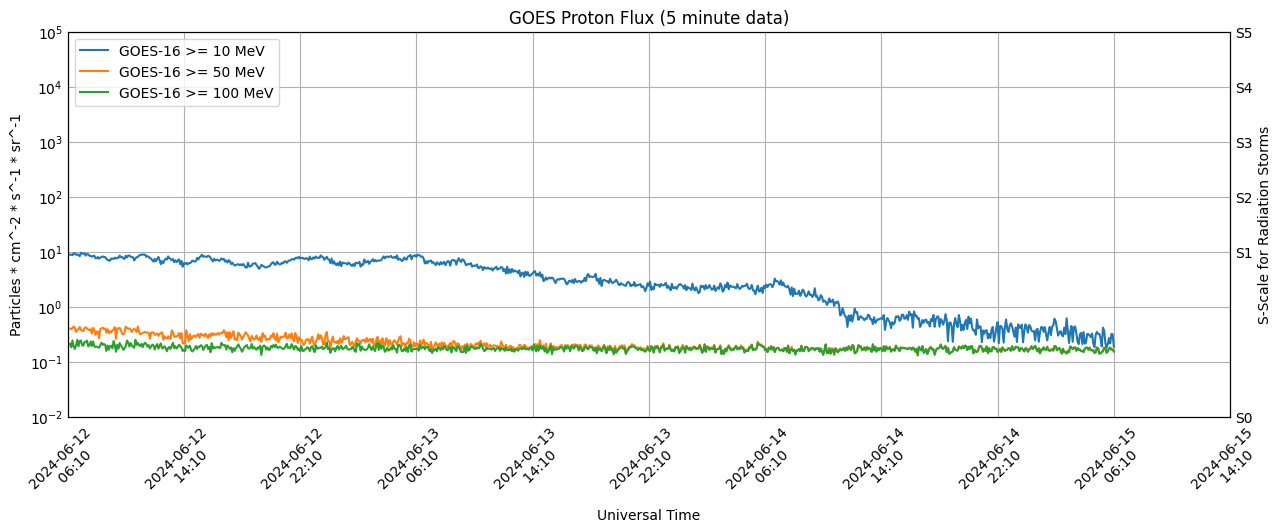 GOES Proton Flux (5 minute data)
GOES-16 >= 10 MeV
GOES-16 >= 50 MeV
GOES-16 >= 100 MeV
Particles * cm^-2 * s^-1 * sr^-1
10^5
10^4
10^3
10^2
10^1
10^0
10^-1
10^-2
S5
S4
S3
S2
S1
S0
S-Scale for Radiation Storms
2024-06-12
06:10
2024-06-12
14:10
2024-06-12
22:10
2024-06-13
06:10
2024-06-13
14:10
2024-06-13
22:10
2024-06-14
06:10
2024-06-14
14:10
2024-06-14
22:10
2024-06-15
06:10
2024-06-15
14:10
Universal Time